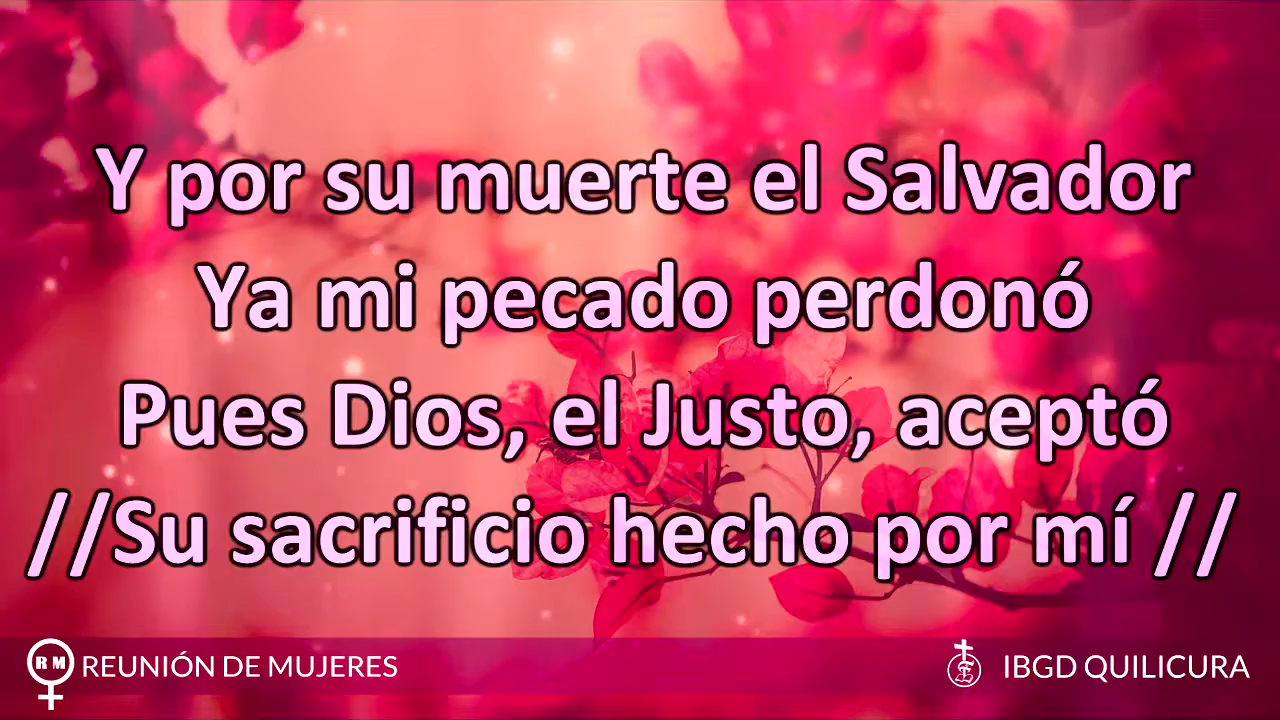 Y por su muerte el Salvador
Ya mi pecado perdonó
Pues Dios, el Justo, aceptó
//Su sacrificio hecho por mí //
RM REUNIÓN DE MUJERES
IBGD QUILICURA